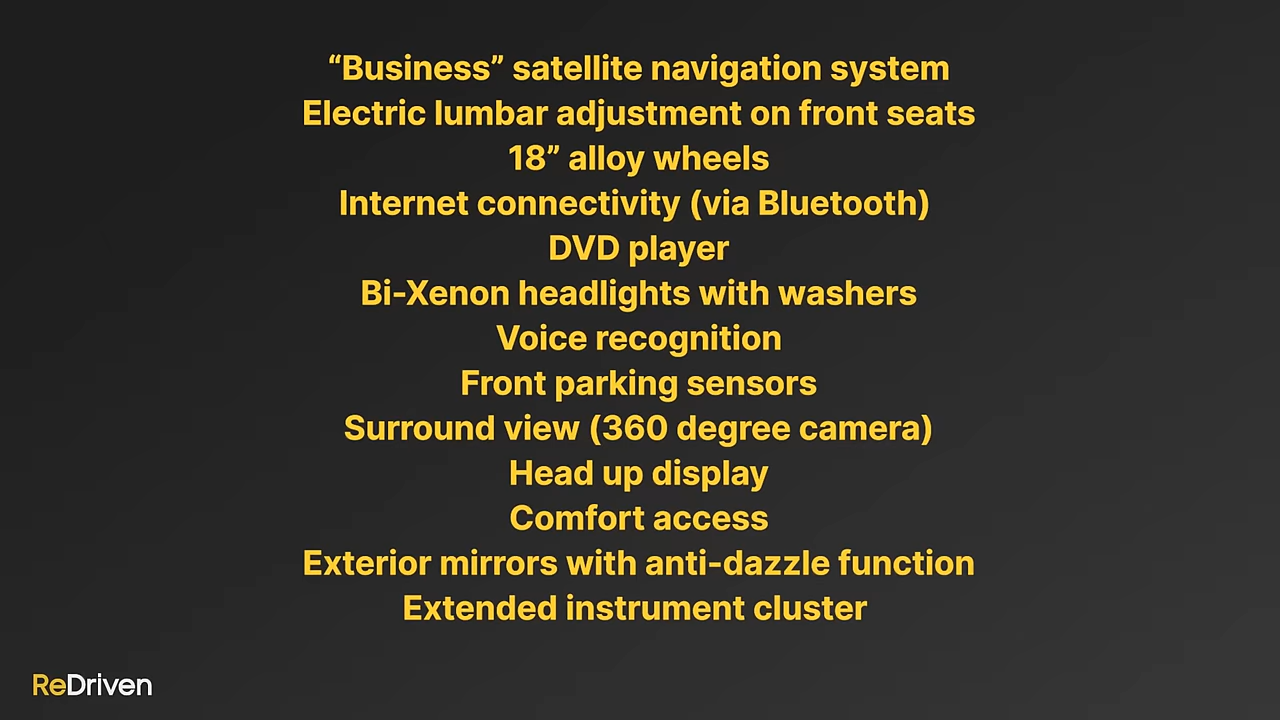 “Business” satellite navigation system
Electric lumbar adjustment on front seats
18” alloy wheels
Internet connectivity (via Bluetooth)
DVD player
Bi-Xenon headlights with washers
Voice recognition
Front parking sensors
Surround view (360 degree camera)
Head up display
Comfort access
Exterior mirrors with anti-dazzle function
Extended instrument cluster
ReDriven